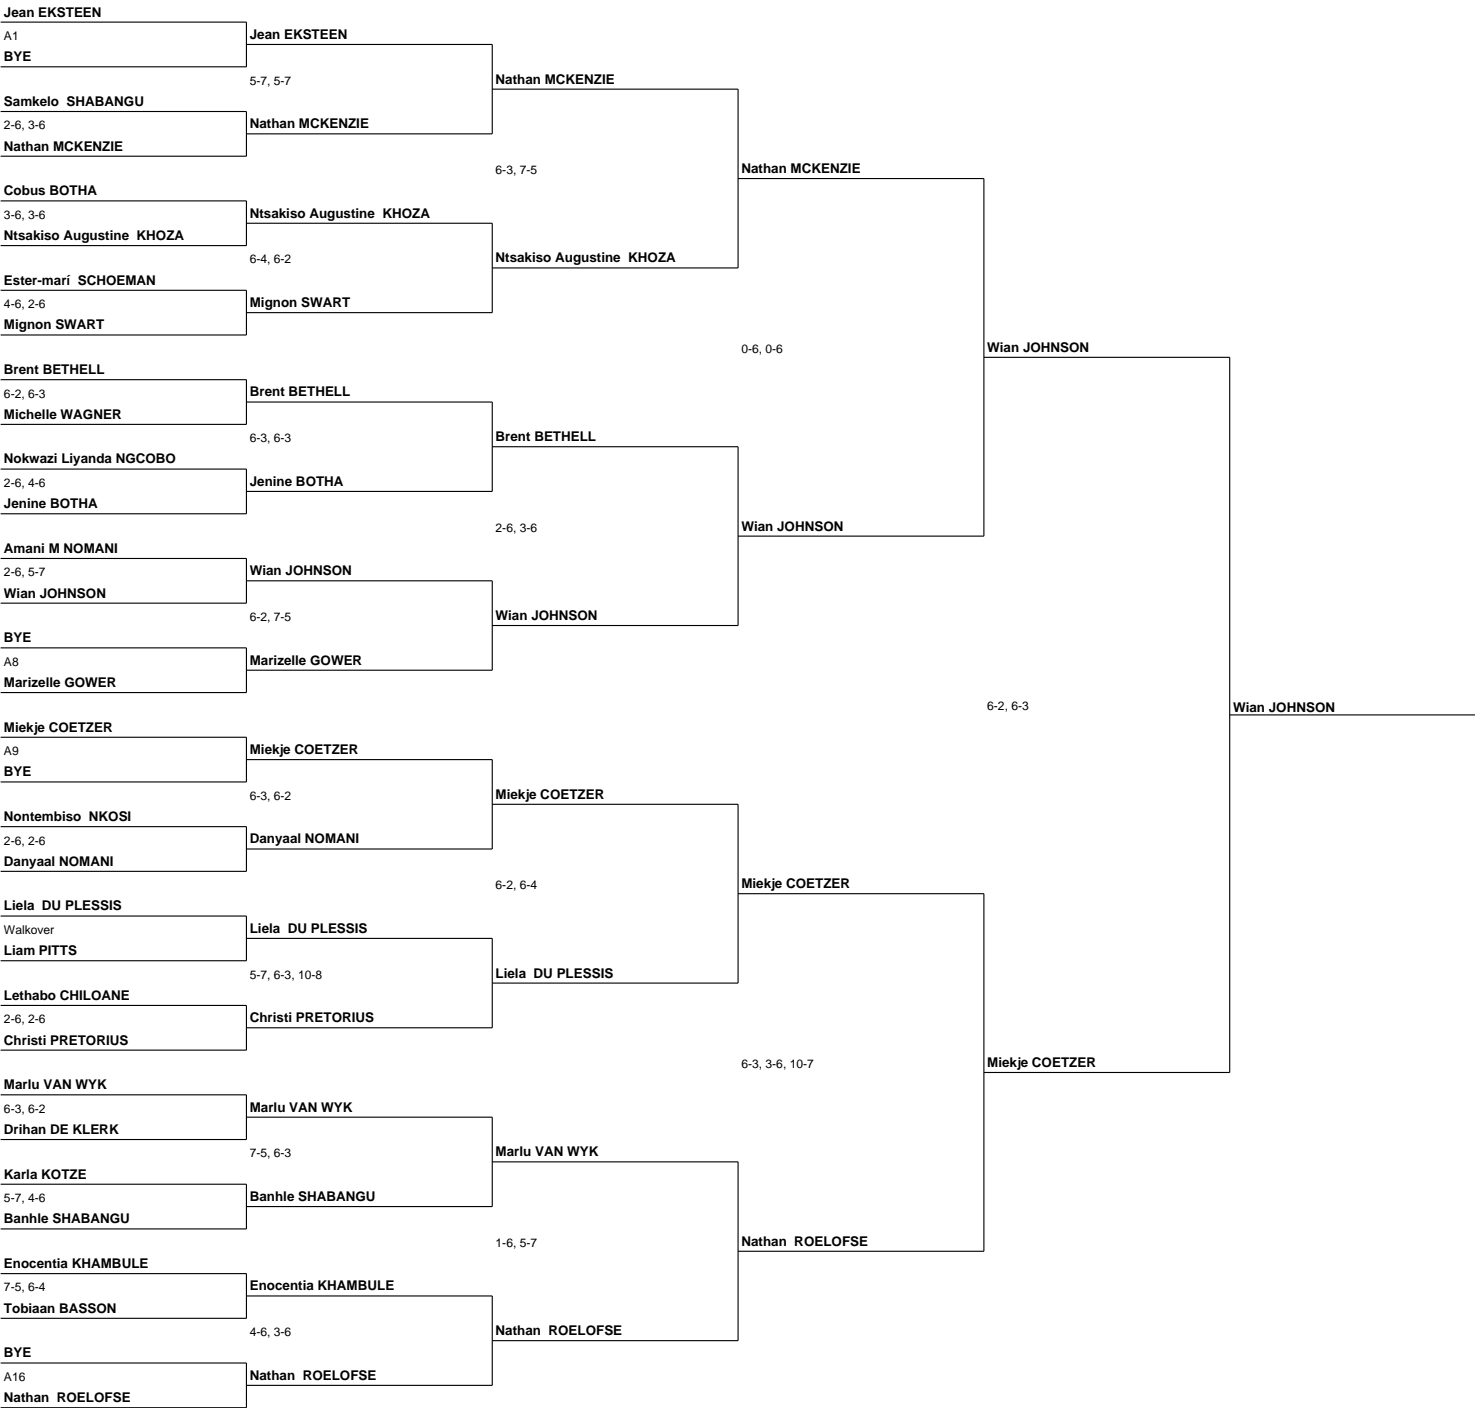 Jean EKSTEEN
A1
BYE
Samkelo  SHABANGU
2-6, 3-6
Nathan MCKENZIE
Cobus BOTHA
3-6, 3-6
Ntsakiso Augustine  KHOZA
Ester-marí  SCHOEMAN
4-6, 2-6
Mignon SWART
Brent BETHELL
6-2, 6-3
Michelle WAGNER
Nokwazi Liyanda NGCOBO
2-6, 4-6
Jenine BOTHA
Amani M NOMANI
2-6, 5-7
Wian JOHNSON
BYE
A8
Marizelle GOWER
Miekje COETZER
A9
BYE
Nontembiso  NKOSI
2-6, 2-6
Danyaal NOMANI
Liela  DU PLESSIS
Walkover
Liam PITTS
Lethabo CHILOANE
2-6, 2-6
Christi PRETORIUS
Marlu VAN WYK
6-3, 6-2
Drihan DE KLERK
Karla KOTZE
5-7, 4-6
Banhle SHABANGU
Enocentia KHAMBULE
7-5, 6-4
Tobiaan BASSON
BYE
A16
Nathan  ROELOFSE
Jean EKSTEEN
5-7, 5-7
Nathan MCKENZIE
Ntsakiso Augustine  KHOZA
6-4, 6-2
Mignon SWART
Brent BETHELL
6-3, 6-3
Jenine BOTHA
Wian JOHNSON
6-2, 7-5
Marizelle GOWER
Miekje COETZER
6-3, 6-2
Danyaal NOMANI
Liela  DU PLESSIS
5-7, 6-3, 10-8
Christi PRETORIUS
Marlu VAN WYK
7-5, 6-3
Banhle SHABANGU
Enocentia KHAMBULE
4-6, 3-6
Nathan  ROELOFSE
Nathan MCKENZIE
6-3, 7-5
Ntsakiso Augustine  KHOZA
Brent BETHELL
2-6, 3-6
Wian JOHNSON
Miekje COETZER
6-2, 6-4
Liela  DU PLESSIS
Marlu VAN WYK
1-6, 5-7
Nathan  ROELOFSE
Nathan MCKENZIE
0-6, 0-6
Wian JOHNSON
Miekje COETZER
6-3, 3-6, 10-7
Nathan  ROELOFSE
Wian JOHNSON
6-2, 6-3
Miekje COETZER
Wian JOHNSON